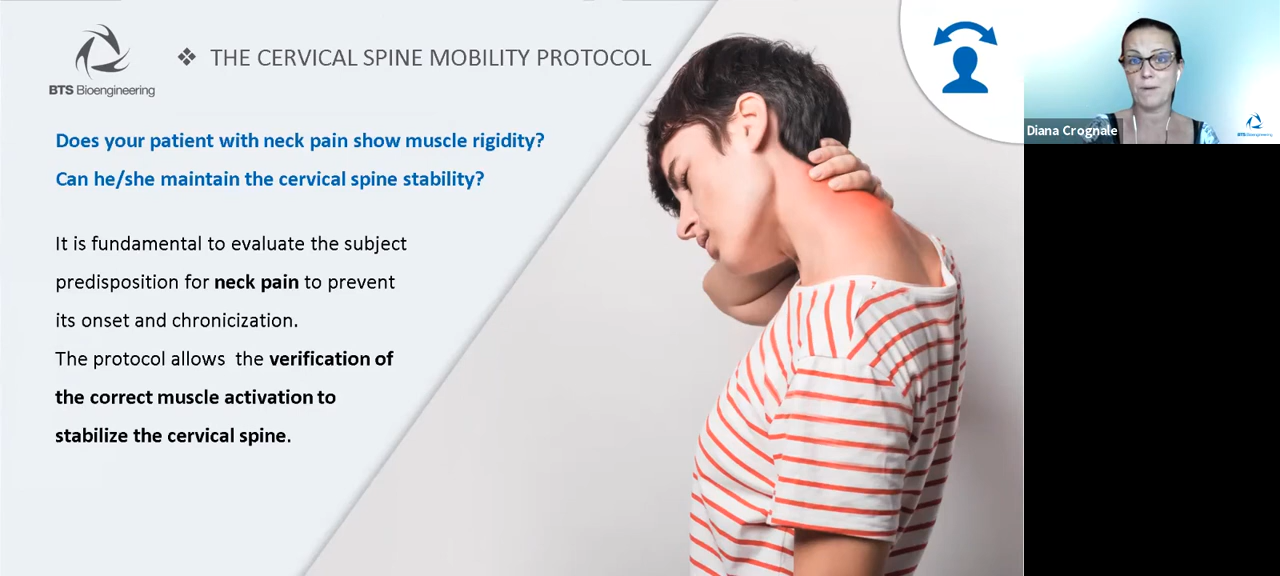 THE CERVICAL SPINE MOBILITY PROTOCOL
BTS Bioengineering
Does your patient with neck pain show muscle rigidity?
Can he/she maintain the cervical spine stability?
It is fundamental to evaluate the subject
predisposition for neck pain to prevent
its onset and chronicization.
The protocol allows the verification of
the correct muscle activation to
stabilize the cervical spine.
Diana Crognale
BTS Bioengineering